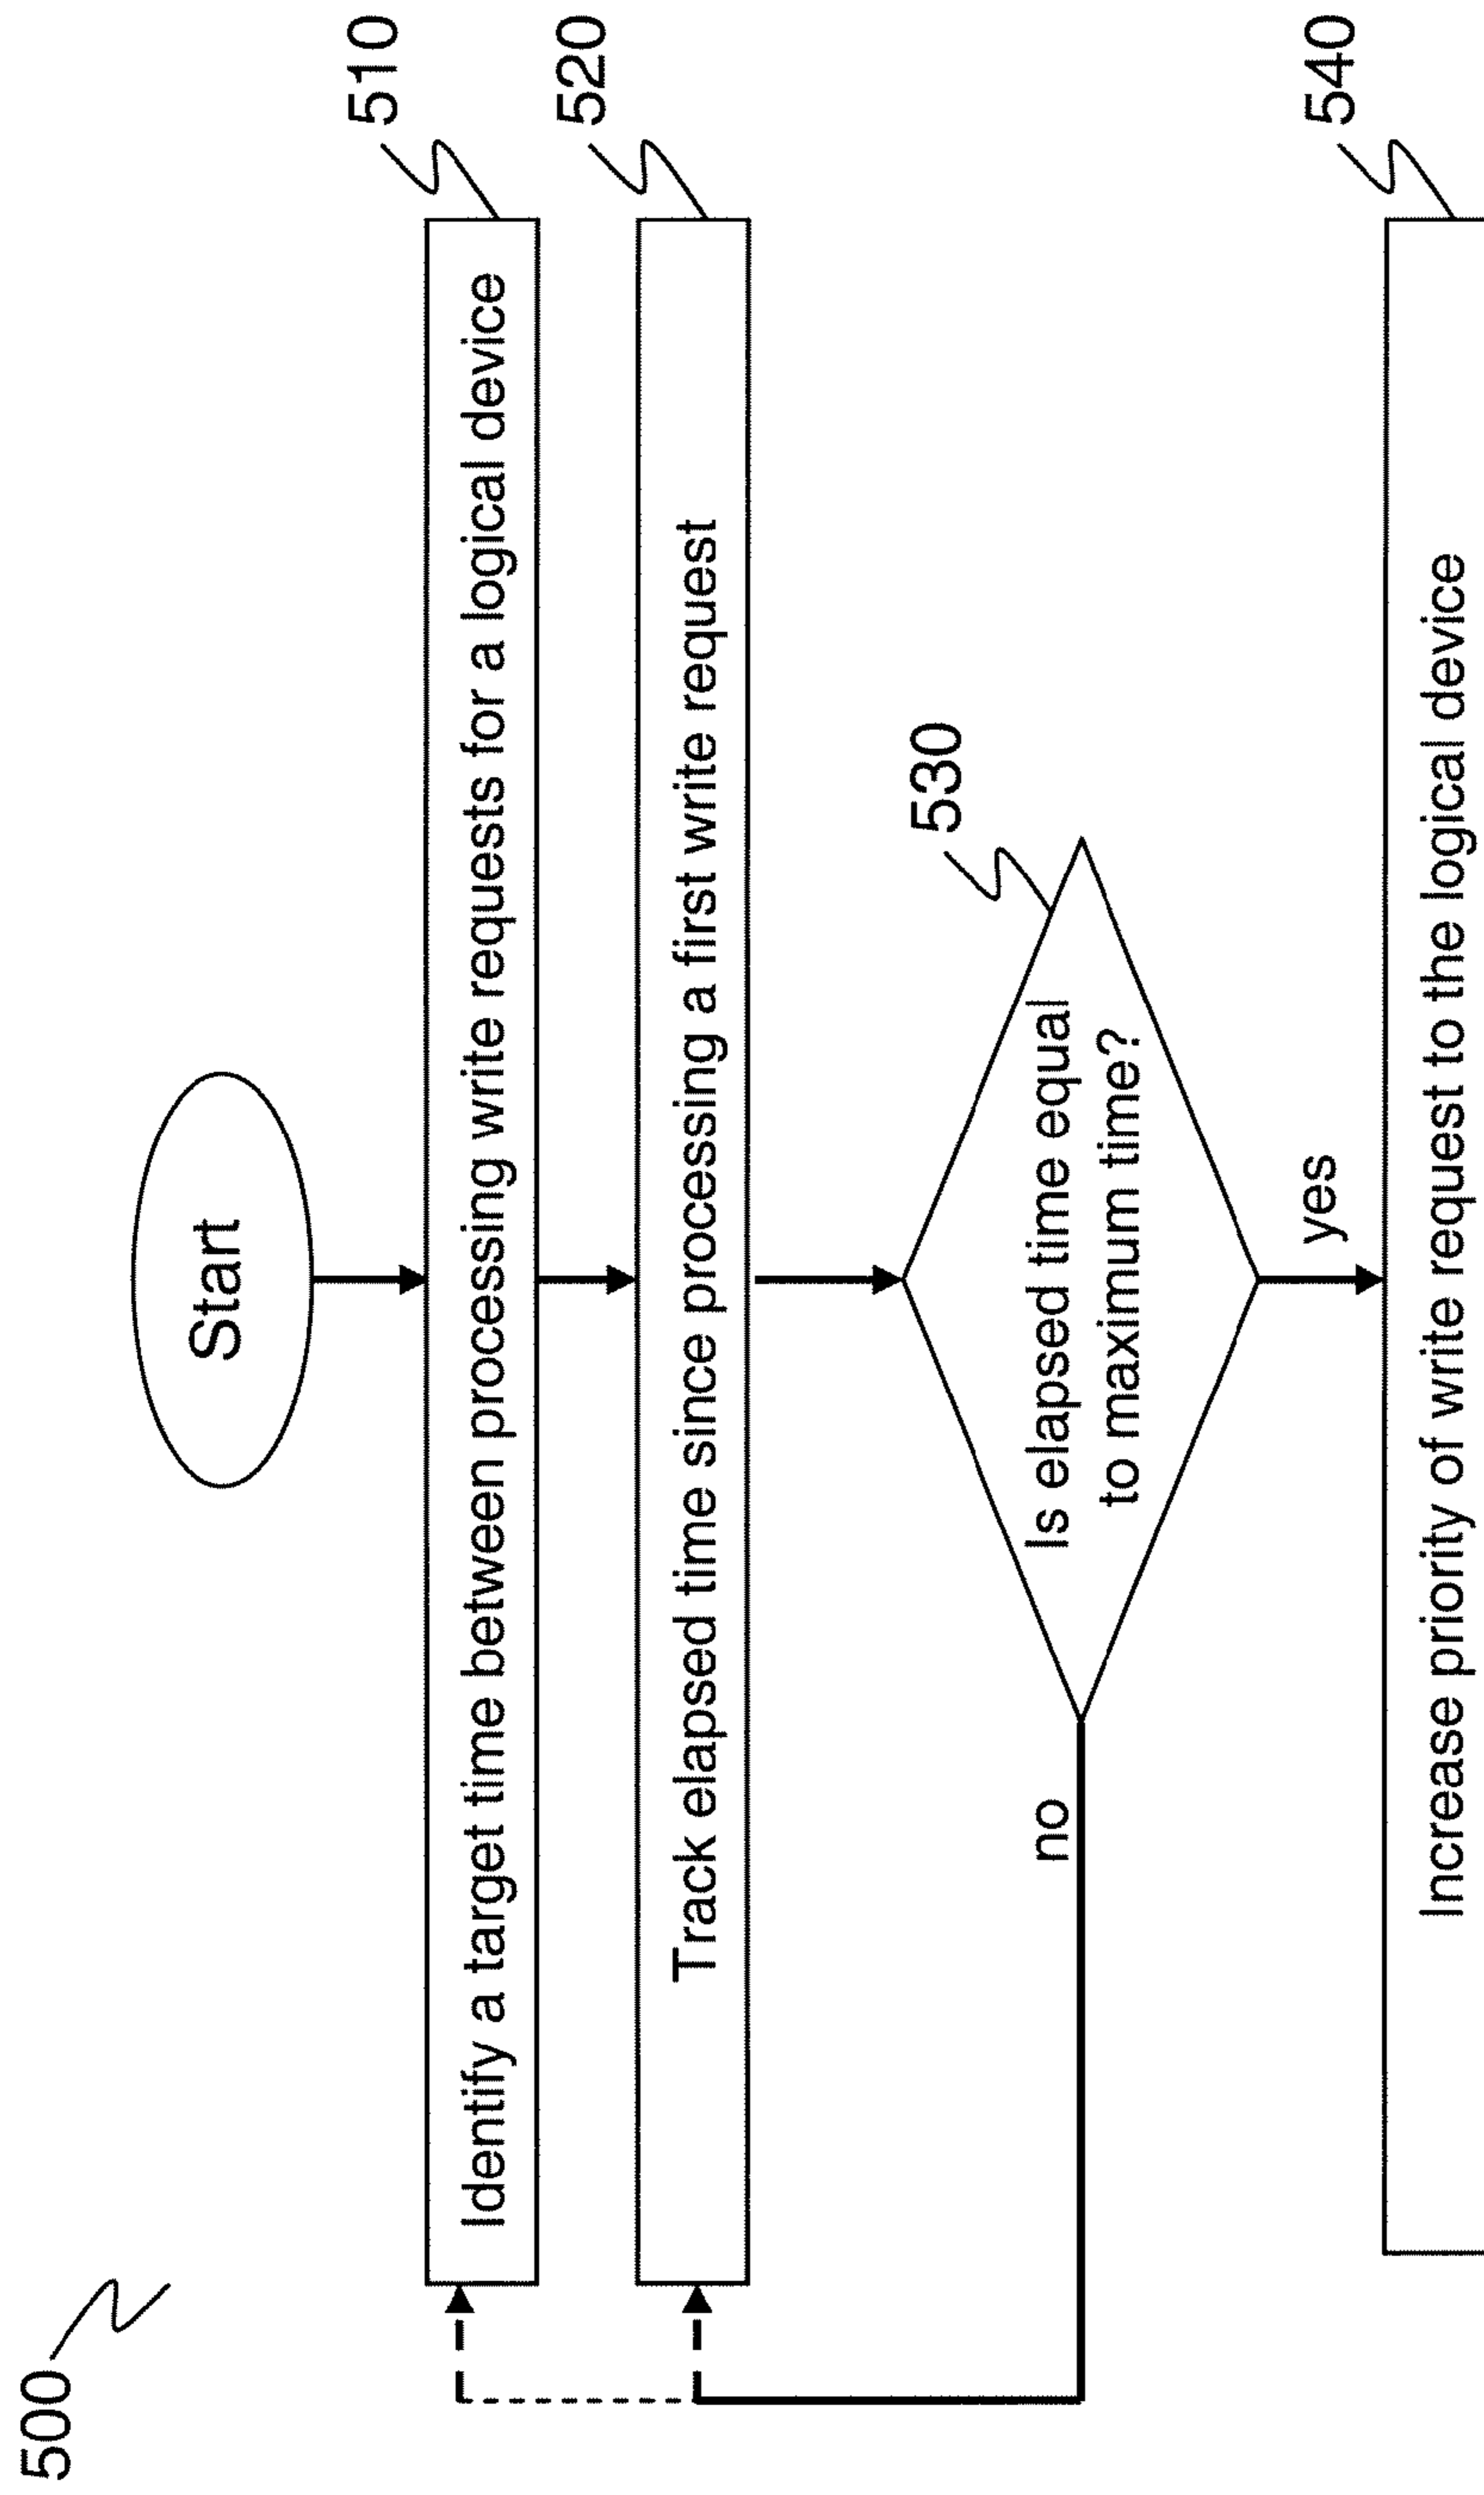 500
Start
510
Identify a target time between processing write requests for a logical device
520
Track elapsed time since processing a first write request
530
Is elapsed time equal
to maximum time?
no
yes
540
Increase priority of write request to the logical device